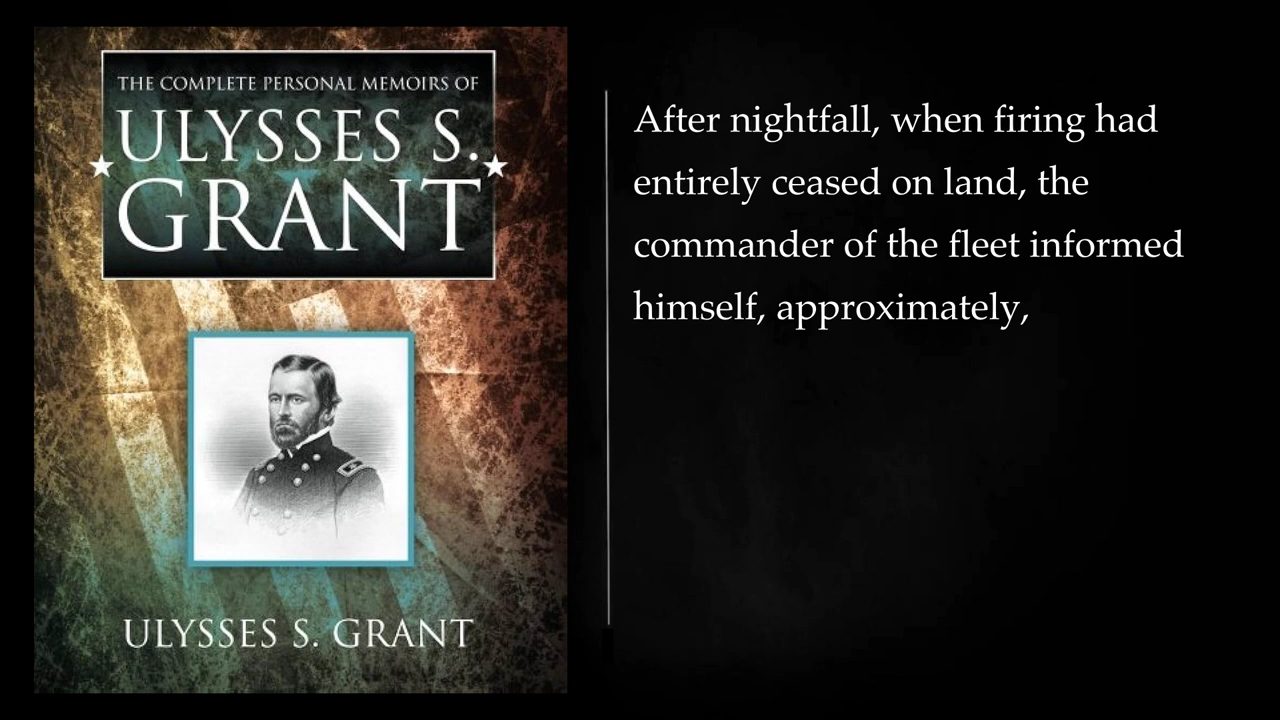 THE COMPLETE PERSONAL MEMOIRS OF
ULYSSES S.
GRANT
ULYSSES S. GRANT
After nightfall, when firing had
entirely ceased on land, the
commander of the fleet informed
himself, approximately,